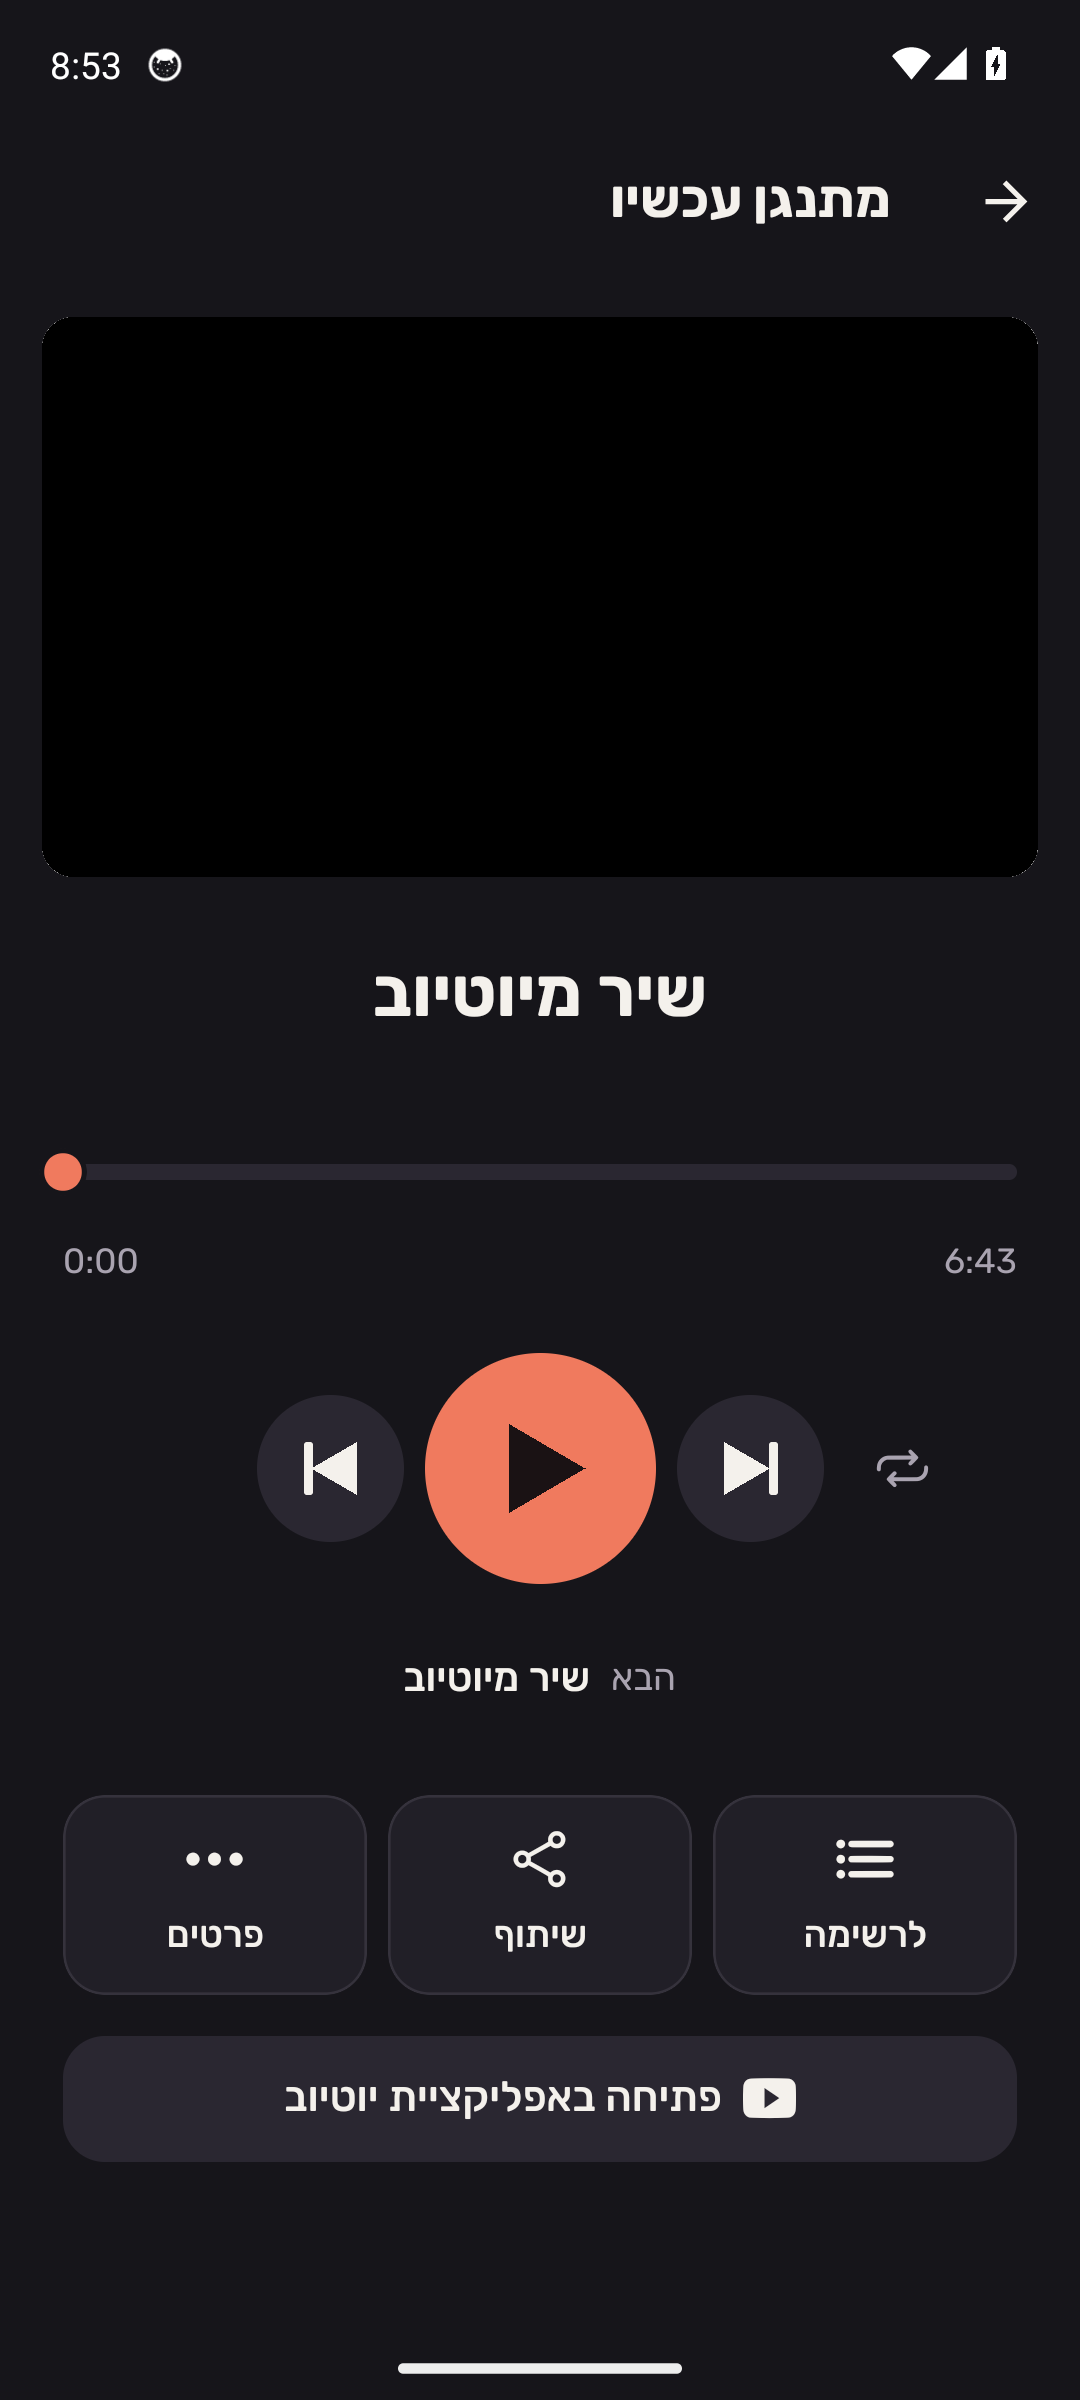 8:53
מתנגן עכשיו
שיר מיוטיוב
0:00
6:43
הבא שיר מיוטיוב
לרשימה
שיתוף
פרטים
פתיחה באפליקציית יוטיוב